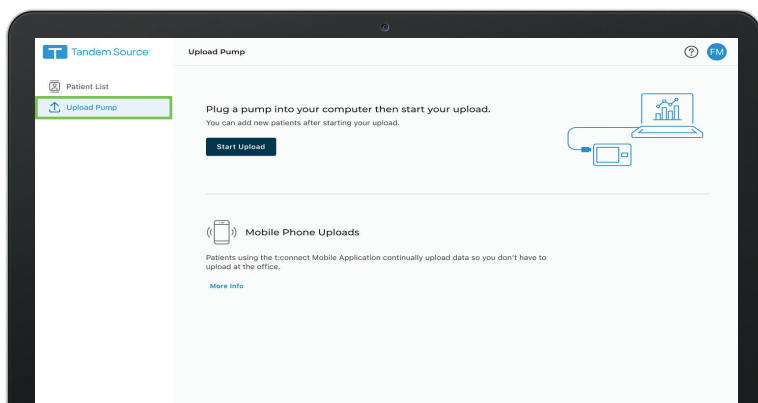 Tandem Source
Upload Pump
? FM
Patient List
Upload Pump
Plug a pump into your computer then start your upload.
You can add new patients after starting your upload.
Start Upload
Mobile Phone Uploads
Patients using the t:connect Mobile Application continually upload data so you don't have to
upload at the office.
More Info